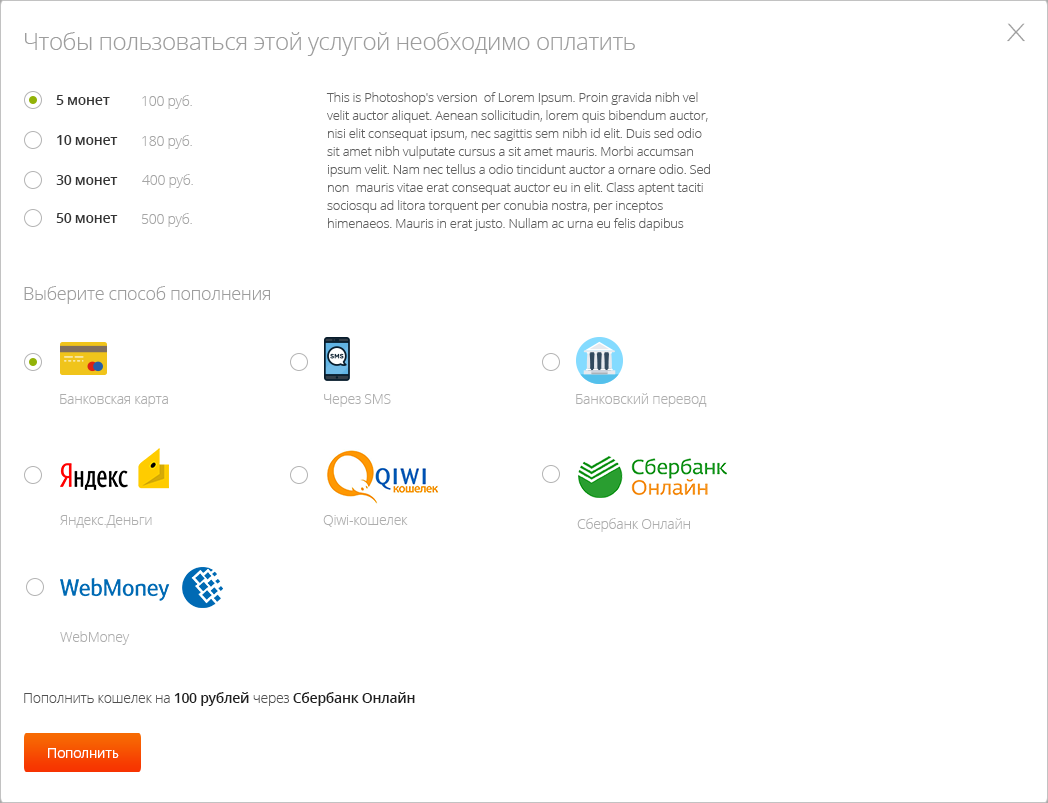 Чтобы пользоваться этой услугой необходимо оплатить
5 монет 100 руб.
10 монет 180 руб.
30 монет 400 руб.
50 монет 500 руб.
This is Photoshop's version of Lorem Ipsum. Proin gravida nibh vel
velit auctor aliquet. Aenean sollicitudin, lorem quis bibendum auctor,
nisi elit consequat ipsum, nec sagittis sem nibh id elit. Duis sed odio
sit amet nibh vulputate cursus a sit amet mauris. Morbi accumsan
ipsum velit. Nam nec tellus a odio tincidunt auctor a ornare odio. Sed
non mauris vitae erat consequat auctor eu in elit. Class aptent taciti
sociosqu ad litora torquent per conubia nostra, per inceptos
himenaeos. Mauris in erat justo. Nullam ac urna eu felis dapibus
Выберите способ пополнения
SMS
Банковская карта
Через SMS
Банковский перевод
Яндекс
QIWI
кошелек
Сбербанк
Онлайн
Яндекс.Деньги
Qiwi-кошелек
Сбербанк Онлайн
WebMoney
WebMoney
Пополнить кошелек на 100 рублей через Сбербанк Онлайн
Пополнить